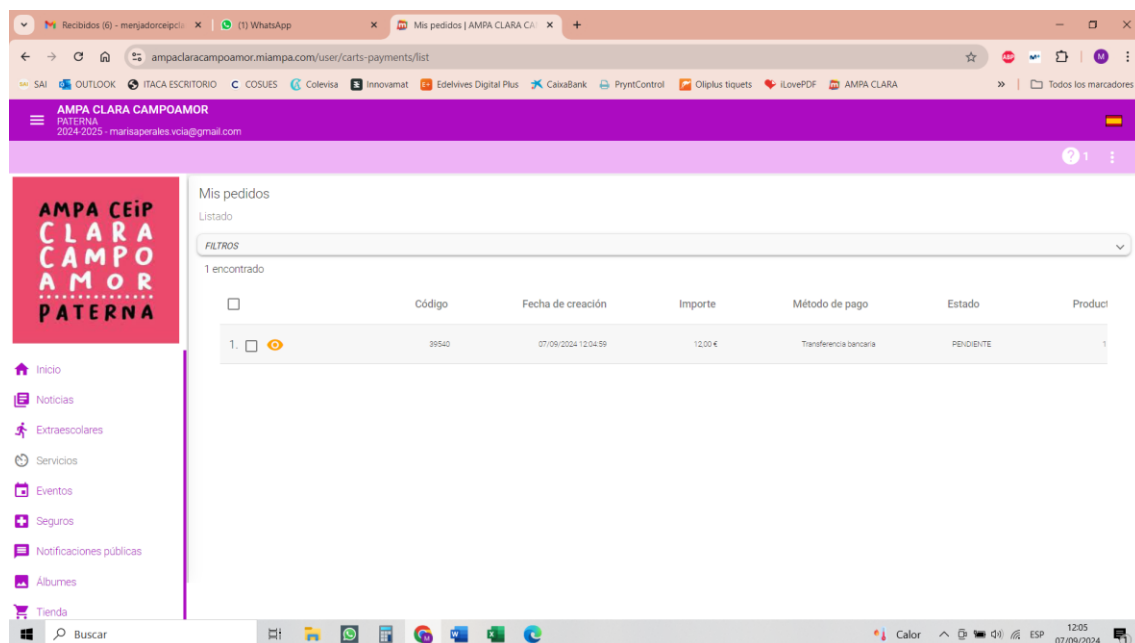 Recibidos (6) - menjadorceipcla
(1) WhatsApp
Mis pedidos | AMPA CLARA CA
ampaclaracampoamor.miampa.com/user/carts-payments/list
ABP
M
SAI
OUTLOOK
ITACA ESCRITORIO
COSUES
Colevisa
Innovamat
Edelvives Digital Plus
CaixaBank
PryntControl
Oliplus tiquets
iLovePDF
AMPA CLARA
»
Todos los marcadores
AMPA CLARA CAMPOAMOR
PATERNA
2024-2025 - marisaperales.vcia@gmail.com
1
AMPA CEiP
CLARA
CAMPO
AMOR
PATERNA
Mis pedidos
Listado
FILTROS
1 encontrado
Código Fecha de creación Importe Método de pago Estado Product
1. 39540 07/09/2024 12:04:59 12,00 € Transferencia bancaria PENDIENTE 1
Inicio
Noticias
Extraescolares
Servicios
Eventos
Seguros
Notificaciones públicas
Álbumes
Tienda
Buscar
Calor
ESP
12:05
07/09/2024